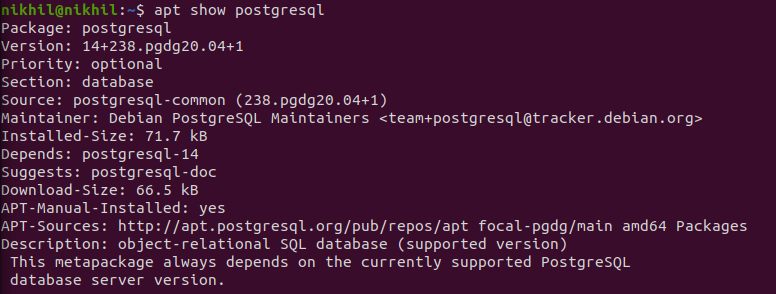 nikhil@nikhil:~$ apt show postgresql
Package: postgresql
Version: 14+238.pgdg20.04+1
Priority: optional
Section: database
Source: postgresql-common (238.pgdg20.04+1)
Maintainer: Debian PostgreSQL Maintainers <team+postgresql@tracker.debian.org>
Installed-Size: 71.7 kB
Depends: postgresql-14
Suggests: postgresql-doc
Download-Size: 66.5 kB
APT-Manual-Installed: yes
APT-Sources: http://apt.postgresql.org/pub/repos/apt focal-pgdg/main amd64 Packages
Description: object-relational SQL database (supported version)
 This metapackage always depends on the currently supported PostgreSQL
 database server version.